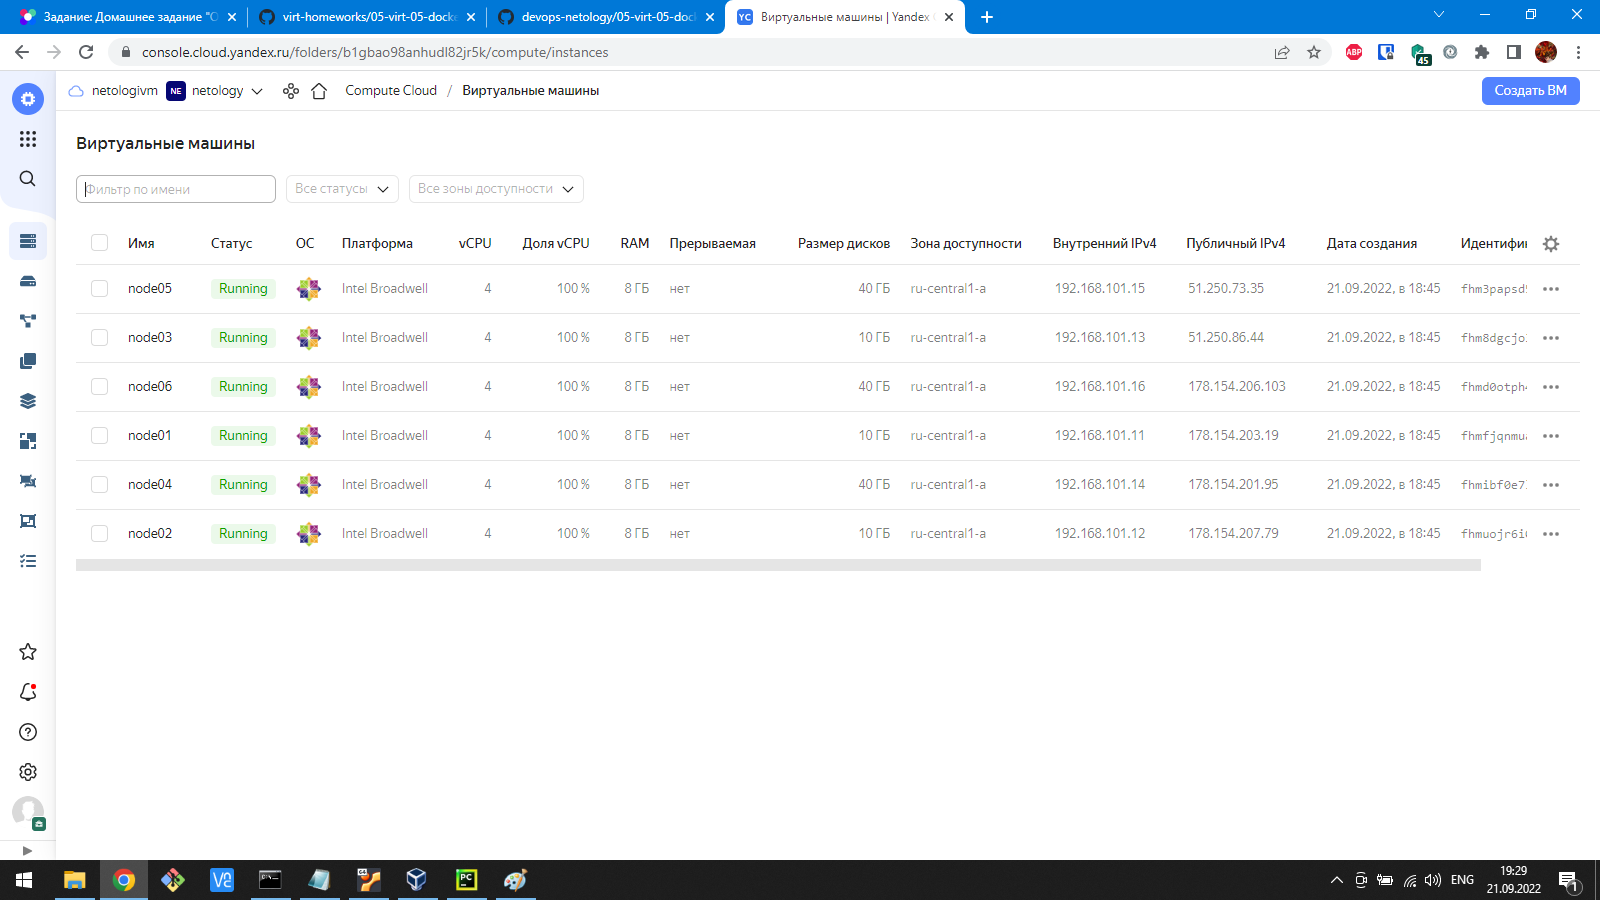 Задание: Домашнее задание "О
virt-homeworks/05-virt-05-docke
devops-netology/05-virt-05-doc
YC Виртуальные машины | Yandex
console.cloud.yandex.ru/folders/b1gbao98anhudl82jr5k/compute/instances
ABP
45
netologivm NE netology Compute Cloud / Виртуальные машины Создать ВМ
Виртуальные машины
Фильтр по имени Все статусы Все зоны доступности
Имя Статус ОС Платформа vCPU Доля vCPU RAM Прерываемая Размер дисков Зона доступности Внутренний IPv4 Публичный IPv4 Дата создания Идентифик
node05 Running Intel Broadwell 4 100 % 8 ГБ нет 40 ГБ ru-central1-a 192.168.101.15 51.250.73.35 21.09.2022, в 18:45 fhm3papsd9
node03 Running Intel Broadwell 4 100 % 8 ГБ нет 10 ГБ ru-central1-a 192.168.101.13 51.250.86.44 21.09.2022, в 18:45 fhm8dgcjo
node06 Running Intel Broadwell 4 100 % 8 ГБ нет 40 ГБ ru-central1-a 192.168.101.16 178.154.206.103 21.09.2022, в 18:45 fhmd0otph4
node01 Running Intel Broadwell 4 100 % 8 ГБ нет 10 ГБ ru-central1-a 192.168.101.11 178.154.203.19 21.09.2022, в 18:45 fhmfjqnmu
node04 Running Intel Broadwell 4 100 % 8 ГБ нет 40 ГБ ru-central1-a 192.168.101.14 178.154.201.95 21.09.2022, в 18:45 fhmibf0e7
node02 Running Intel Broadwell 4 100 % 8 ГБ нет 10 ГБ ru-central1-a 192.168.101.12 178.154.207.79 21.09.2022, в 18:45 fhmuojr6i
ENG
19:29
21.09.2022
1